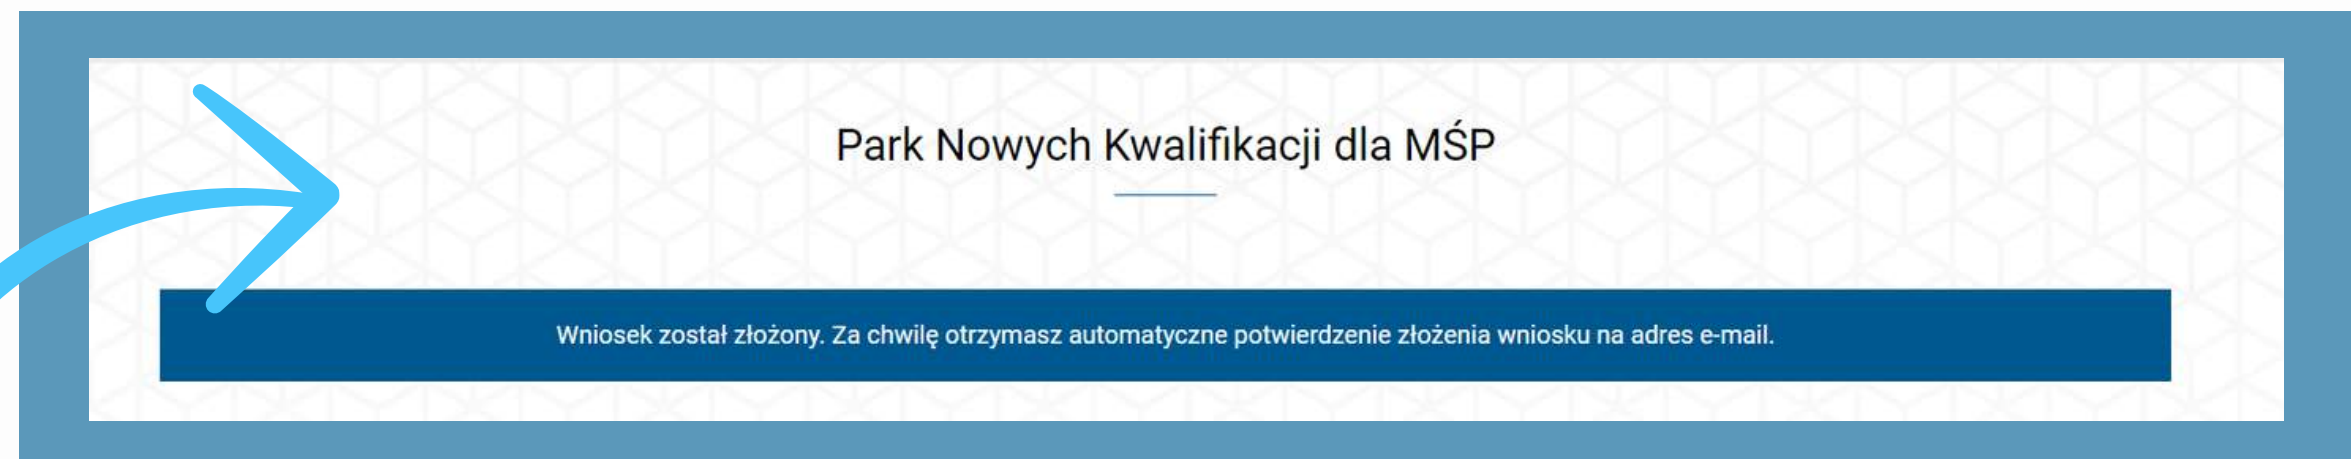 Park Nowych Kwalifikacji dla MŚP
Wniosek został złożony. Za chwilę otrzymasz automatyczne potwierdzenie złożenia wniosku na adres e-mail.